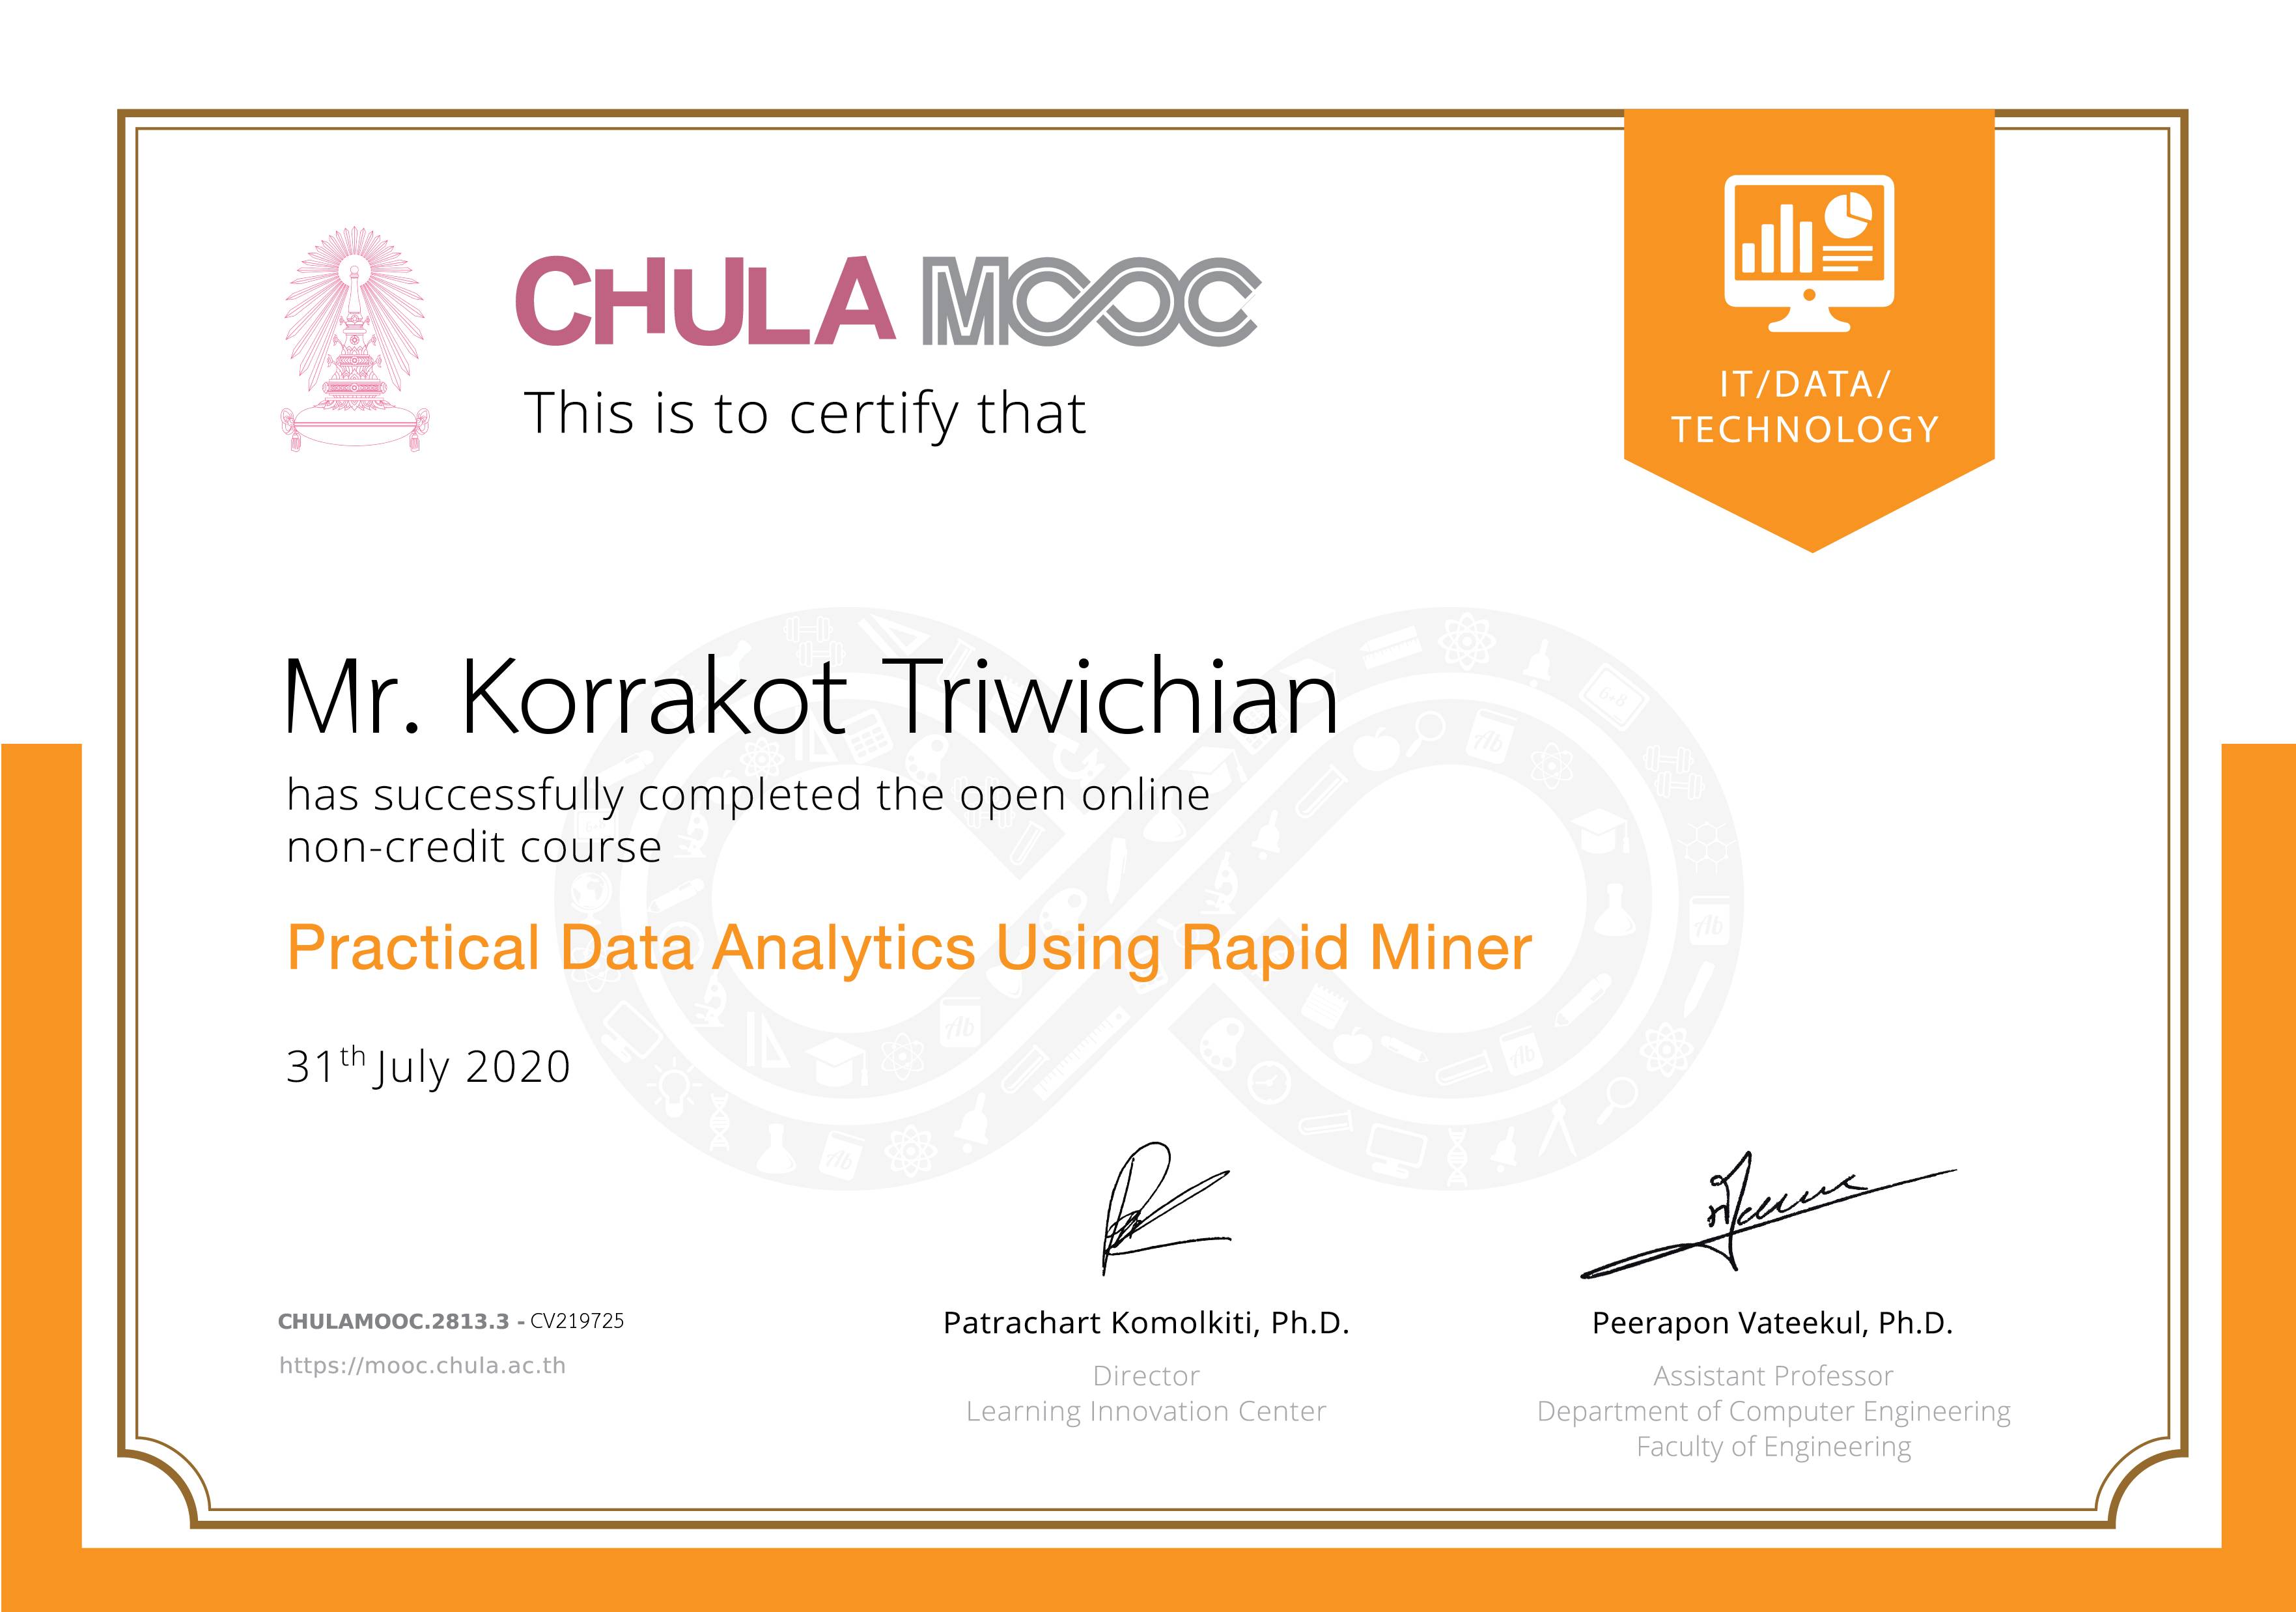 CHULA MOOC
This is to certify that
IT/DATA/
TECHNOLOGY
Mr. Korrakot Triwichian
has successfully completed the open online
non-credit course
Practical Data Analytics Using Rapid Miner
31th July 2020
CHULAMOOC.2813.3 - CV219725
https://mooc.chula.ac.th
Patrachart Komolkiti, Ph.D.
Director
Learning Innovation Center
Peerapon Vateekul, Ph.D.
Assistant Professor
Department of Computer Engineering
Faculty of Engineering